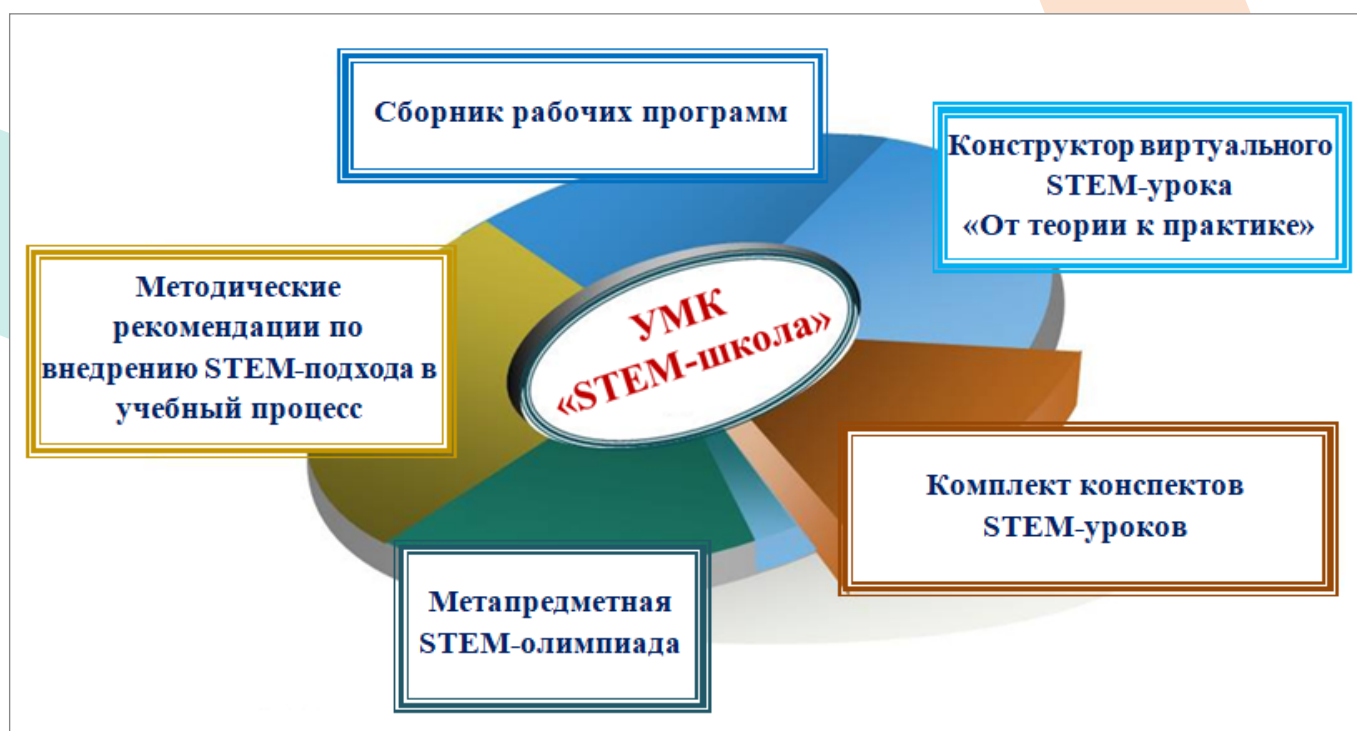 Сборник рабочих программ
Конструктор виртуального
STEM-урока
«От теории к практике»
Методические
рекомендации по
внедрению STEM-подхода в
учебный процесс
УМК
«STEM-школа»
Комплект конспектов
STEM-уроков
Метапредметная
STEM-олимпиада